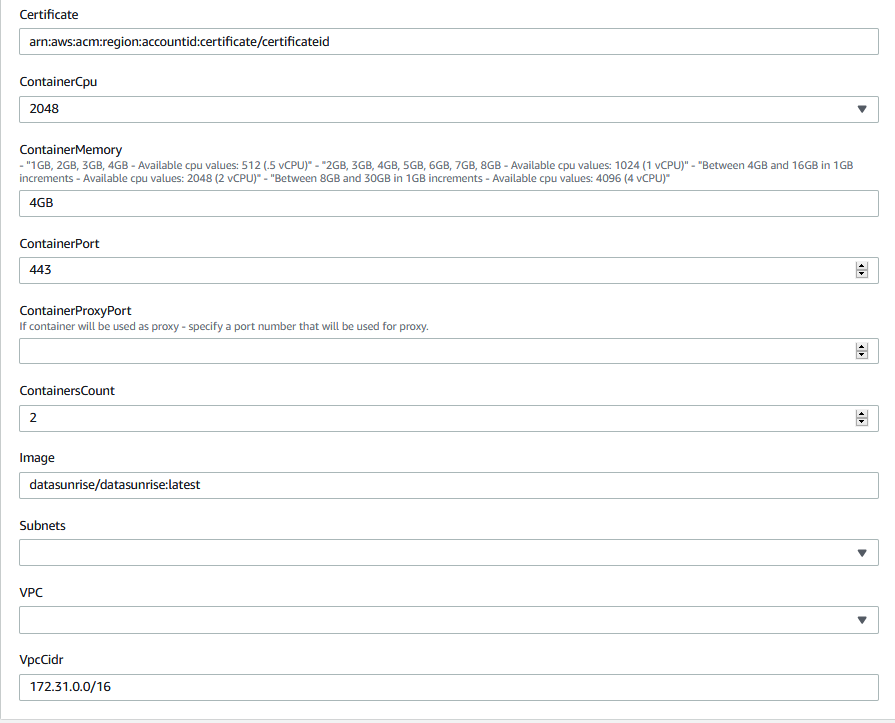 Certificate
arn:aws:acm:region:accountid:certificate/certificateid
ContainerCpu
2048
ContainerMemory
- "1GB, 2GB, 3GB, 4GB - Available cpu values: 512 (.5 vCPU)" - "2GB, 3GB, 4GB, 5GB, 6GB, 7GB, 8GB - Available cpu values: 1024 (1 vCPU)" - "Between 4GB and 16GB in 1GB
increments - Available cpu values: 2048 (2 vCPU)" - "Between 8GB and 30GB in 1GB increments - Available cpu values: 4096 (4 vCPU)"
4GB
ContainerPort
443
ContainerProxyPort
If container will be used as proxy - specify a port number that will be used for proxy.
ContainersCount
2
Image
datasunrise/datasunrise:latest
Subnets
VPC
VpcCidr
172.31.0.0/16